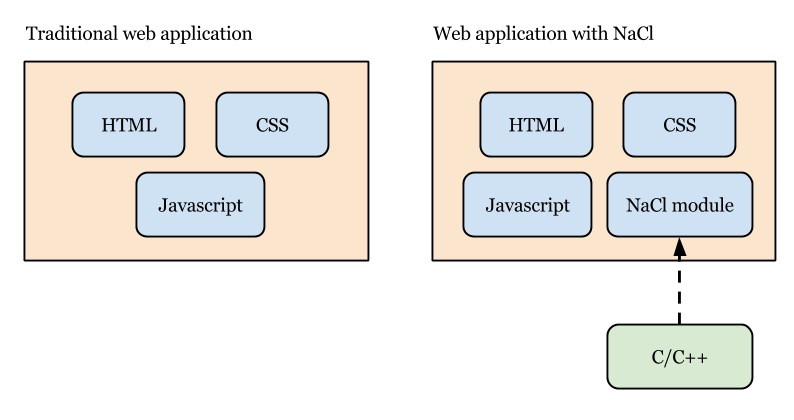 Traditional web application
Web application with NaCl
HTML
CSS
Javascript
HTML
CSS
Javascript
NaCl module
C/C++